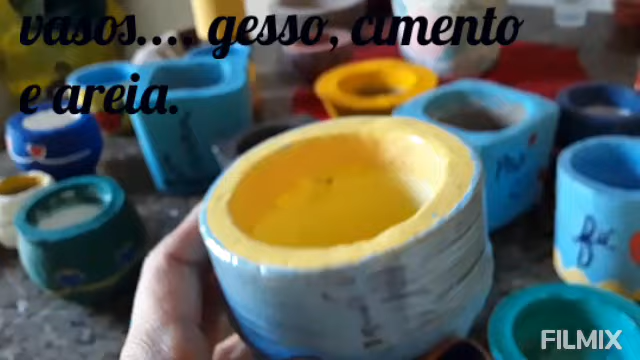 vasos.... gesso, cimento
e areia.
FILMIX